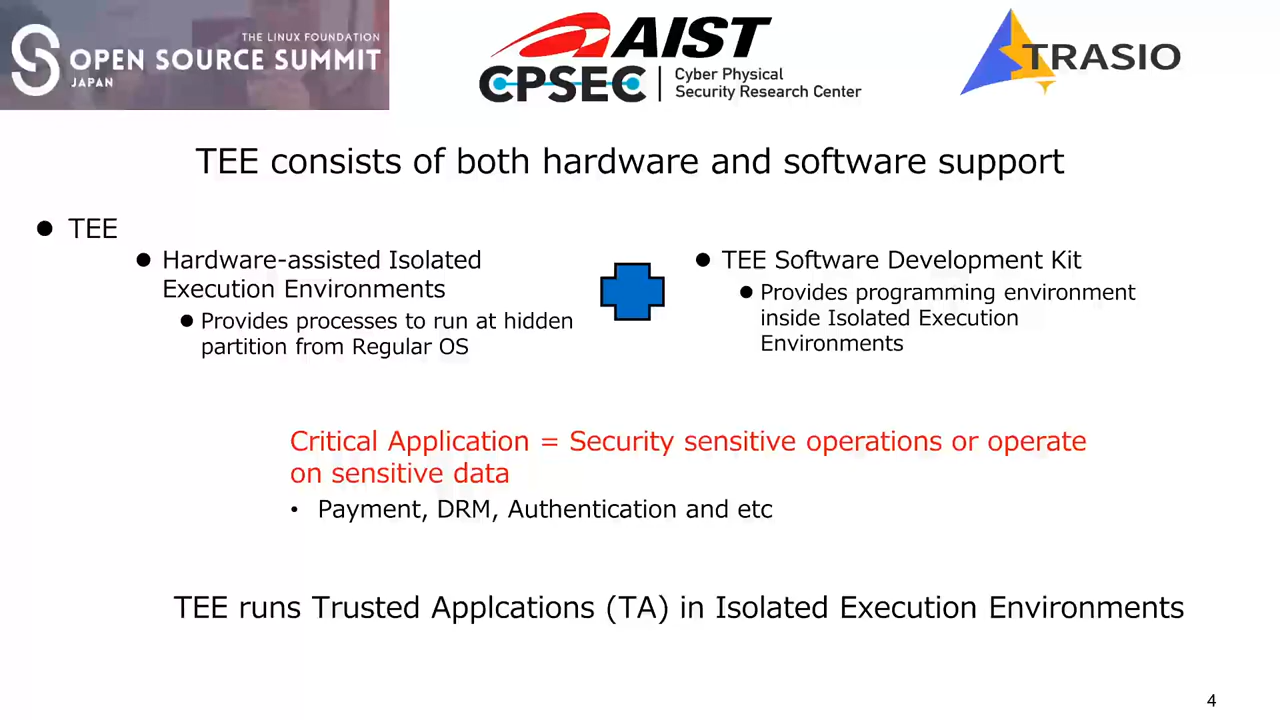 THE LINUX FOUNDATION
OPEN SOURCE SUMMIT
JAPAN
AIST
CPSEC
Cyber Physical
Security Research Center
TRASIO
TEE consists of both hardware and software support
● TEE
● Hardware-assisted Isolated
Execution Environments
● Provides processes to run at hidden
partition from Regular OS
● TEE Software Development Kit
● Provides programming environment
inside Isolated Execution
Environments
Critical Application = Security sensitive operations or operate
on sensitive data
• Payment, DRM, Authentication and etc
TEE runs Trusted Applcations (TA) in Isolated Execution Environments
4